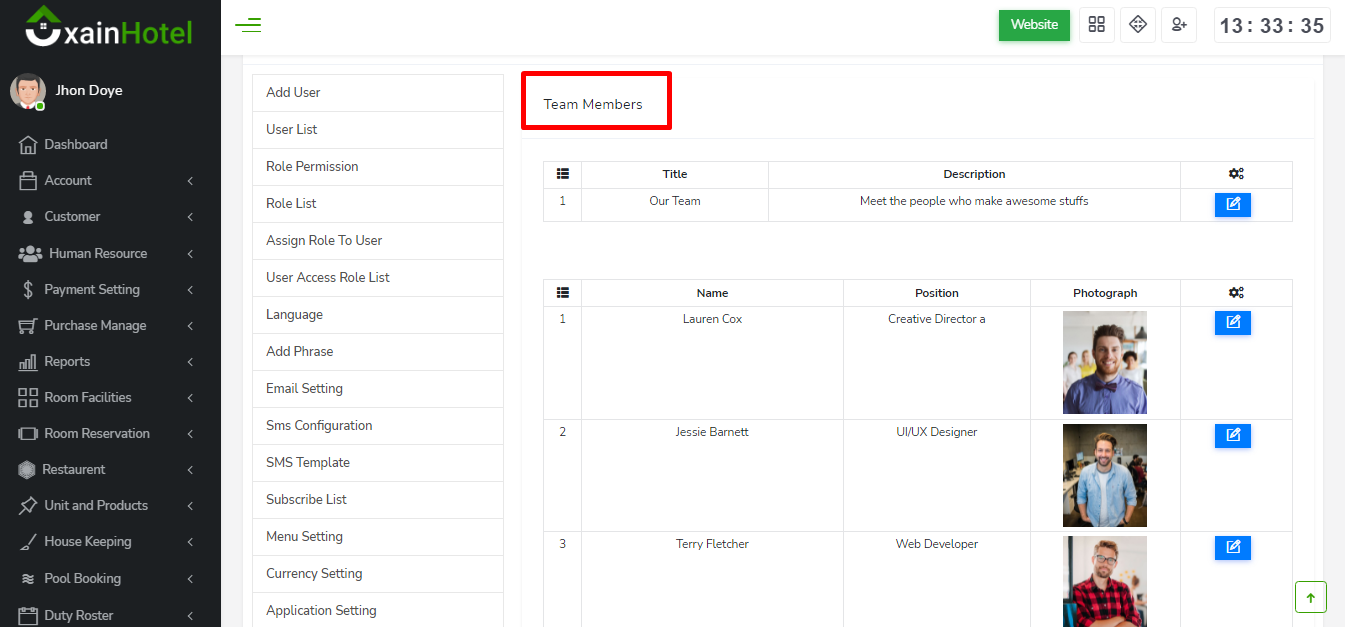 xainHotel
Website
13 : 33 : 35
Jhon Doye
Dashboard
Account
Customer
Human Resource
Payment Setting
Purchase Manage
Reports
Room Facilities
Room Reservation
Restaurent
Unit and Products
House Keeping
Pool Booking
Duty Roster
Add User
User List
Role Permission
Role List
Assign Role To User
User Access Role List
Language
Add Phrase
Email Setting
Sms Configuration
SMS Template
Subscribe List
Menu Setting
Currency Setting
Application Setting
Team Members
Title Description
1 Our Team Meet the people who make awesome stuffs
Name Position Photograph
1 Lauren Cox Creative Director a
2 Jessie Barnett UI/UX Designer
3 Terry Fletcher Web Developer